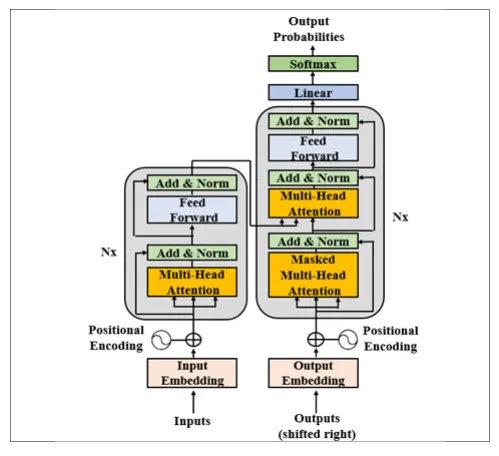 Output
Probabilities
Softmax
Linear
Add & Norm
Feed
Forward
Add & Norm
Multi-Head
Attention
Add & Norm
Masked
Multi-Head
Attention
Nx
Add & Norm
Feed
Forward
Add & Norm
Multi-Head
Attention
Nx
Positional
Encoding
Positional
Encoding
Input
Embedding
Output
Embedding
Inputs
Outputs
(shifted right)